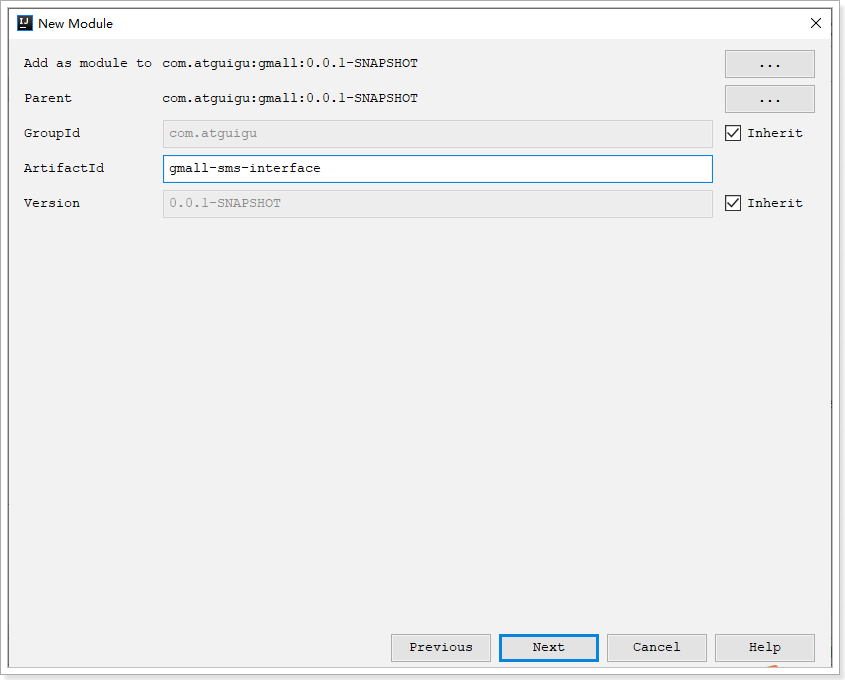 New Module
Add as module to com.atguigu:gmall:0.0.1-SNAPSHOT ...
Parent com.atguigu:gmall:0.0.1-SNAPSHOT ...
GroupId com.atguigu Inherit
ArtifactId gmall-sms-interface
Version 0.0.1-SNAPSHOT Inherit
Previous Next Cancel Help